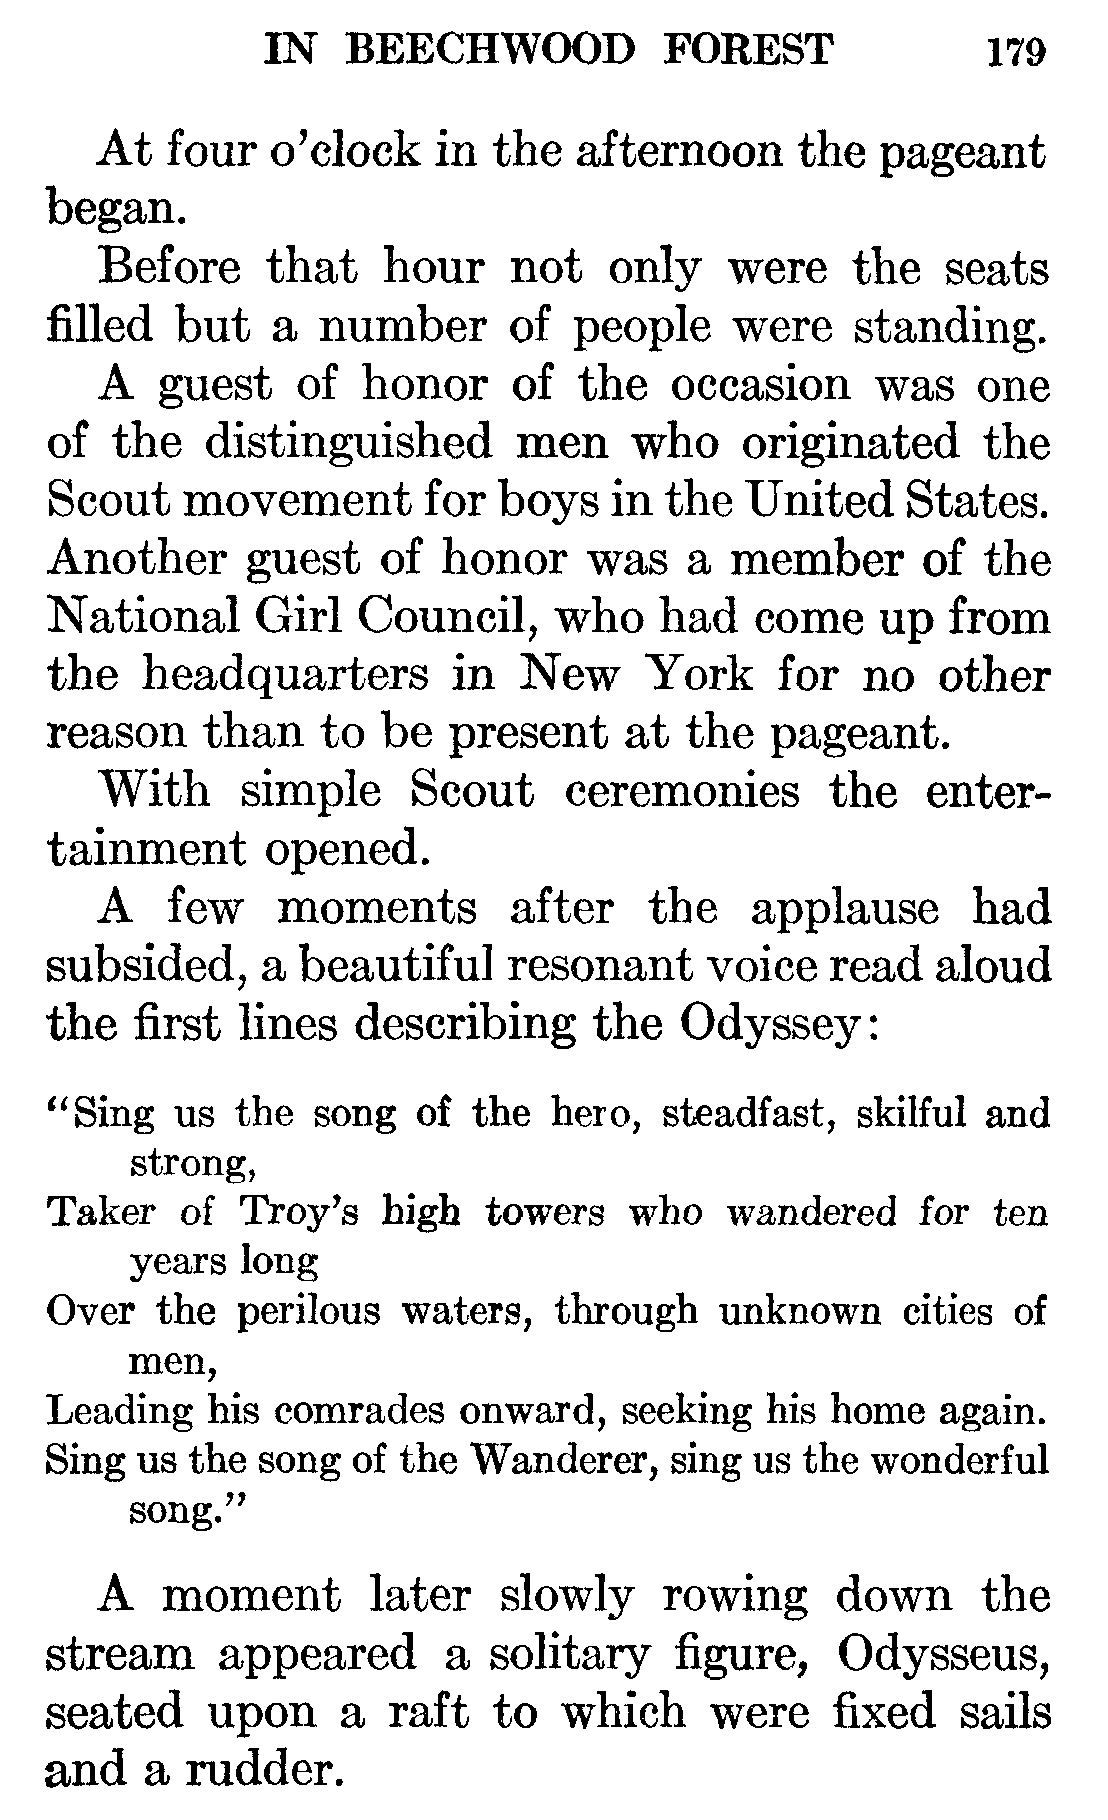 IN BEECHWOOD FOREST 179
At four o'clock in the afternoon the pageant
began.
Before that hour not only were the seats
filled but a number of people were standing.
A guest of honor of the occasion was one
of the distinguished men who originated the
Scout movement for boys in the United States.
Another guest of honor was a member of the
National Girl Council, who had come up from
the headquarters in New York for no other
reason than to be present at the pageant.
With simple Scout ceremonies the enter-
tainment opened.
A few moments after the applause had
subsided, a beautiful resonant voice read aloud
the first lines describing the Odyssey:
“Sing us the song of the hero, steadfast, skilful and
strong,
Taker of Troy's high towers who wandered for ten
years long
Over the perilous waters, through unknown cities of
men,
Leading his comrades onward, seeking his home again.
Sing us the song of the Wanderer, sing us the wonderful
song.”
A moment later slowly rowing down the
stream appeared a solitary figure, Odysseus,
seated upon a raft to which were fixed sails
and a rudder.